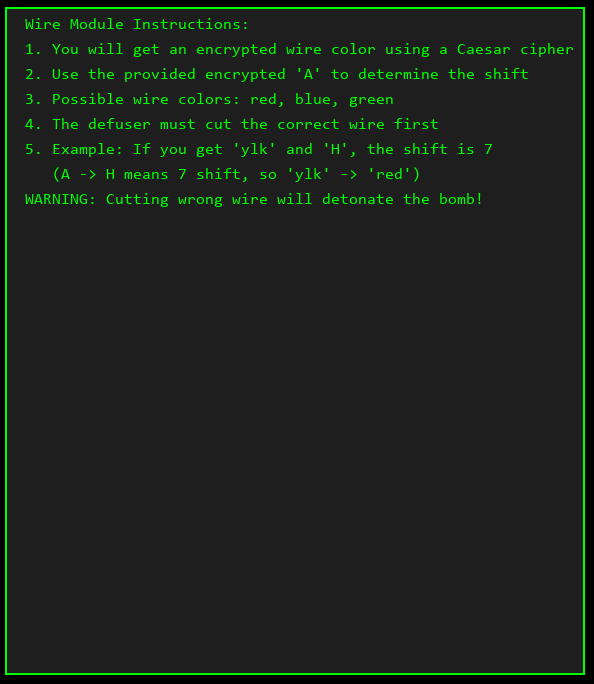 Wire Module Instructions:
1. You will get an encrypted wire color using a Caesar cipher
2. Use the provided encrypted 'A' to determine the shift
3. Possible wire colors: red, blue, green
4. The defuser must cut the correct wire first
5. Example: If you get 'ylk' and 'H', the shift is 7
   (A -> H means 7 shift, so 'ylk' -> 'red')
WARNING: Cutting wrong wire will detonate the bomb!